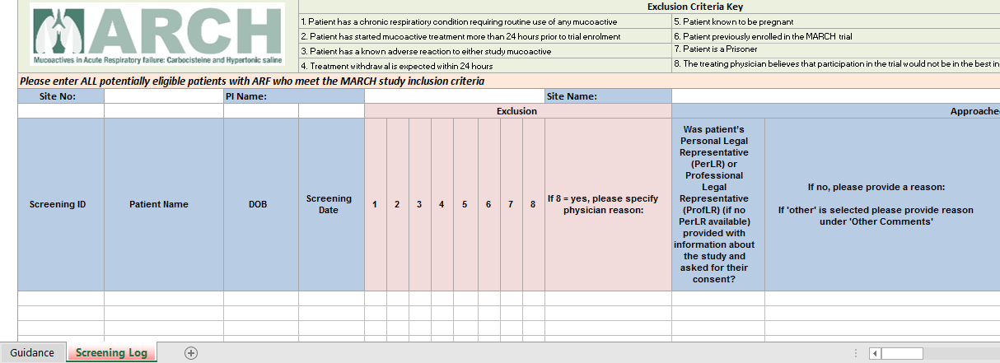 MARCH
Mucoactives in Acute Respiratory failure: Carbocisteine and Hypertonic saline
Exclusion Criteria Key
1. Patient has a chronic respiratory condition requiring routine use of any mucoactive
5. Patient known to be pregnant
2. Patient has started mucoactive treatment more than 24 hours prior to trial enrolment
6. Patient previously enrolled in the MARCH trial
3. Patient has a known adverse reaction to either study mucoactive
7. Patient is a Prisoner
4. Treatment withdrawal is expected within 24 hours
8. The treating physician believes that participation in the trial would not be in the best in
Please enter ALL potentially eligible patients with ARF who meet the MARCH study inclusion criteria
Site No:
PI Name:
Site Name:
Exclusion
Approache
Screening ID
Patient Name
DOB
Screening
Date
1
2
3
4
5
6
7
8
If 8 = yes, please specify
physician reason:
Was patient's
Personal Legal
Representative
(PerLR) or
Professional
Legal
Representative
(ProfLR) (if no
PerLR available)
provided with
information about
the study and
asked for their
consent?
If no, please provide a reason:
If 'other' is selected please provide reason
under 'Other Comments'
Guidance
Screening Log